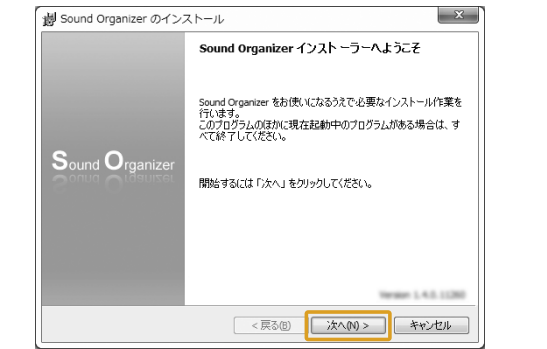 Sound Organizer のインストール
Sound Organizer インストーラーへようこそ
Sound Organizer をお使いになるうえで必要なインストール作業を
行います。
このプログラムのほかに現在起動中のプログラムがある場合は、す
べて終了してください。
Sound Organizer
開始するには「次へ」をクリックしてください。
Version 1.4.0.11260
< 戻る(B)
次へ(N) >
キャンセル